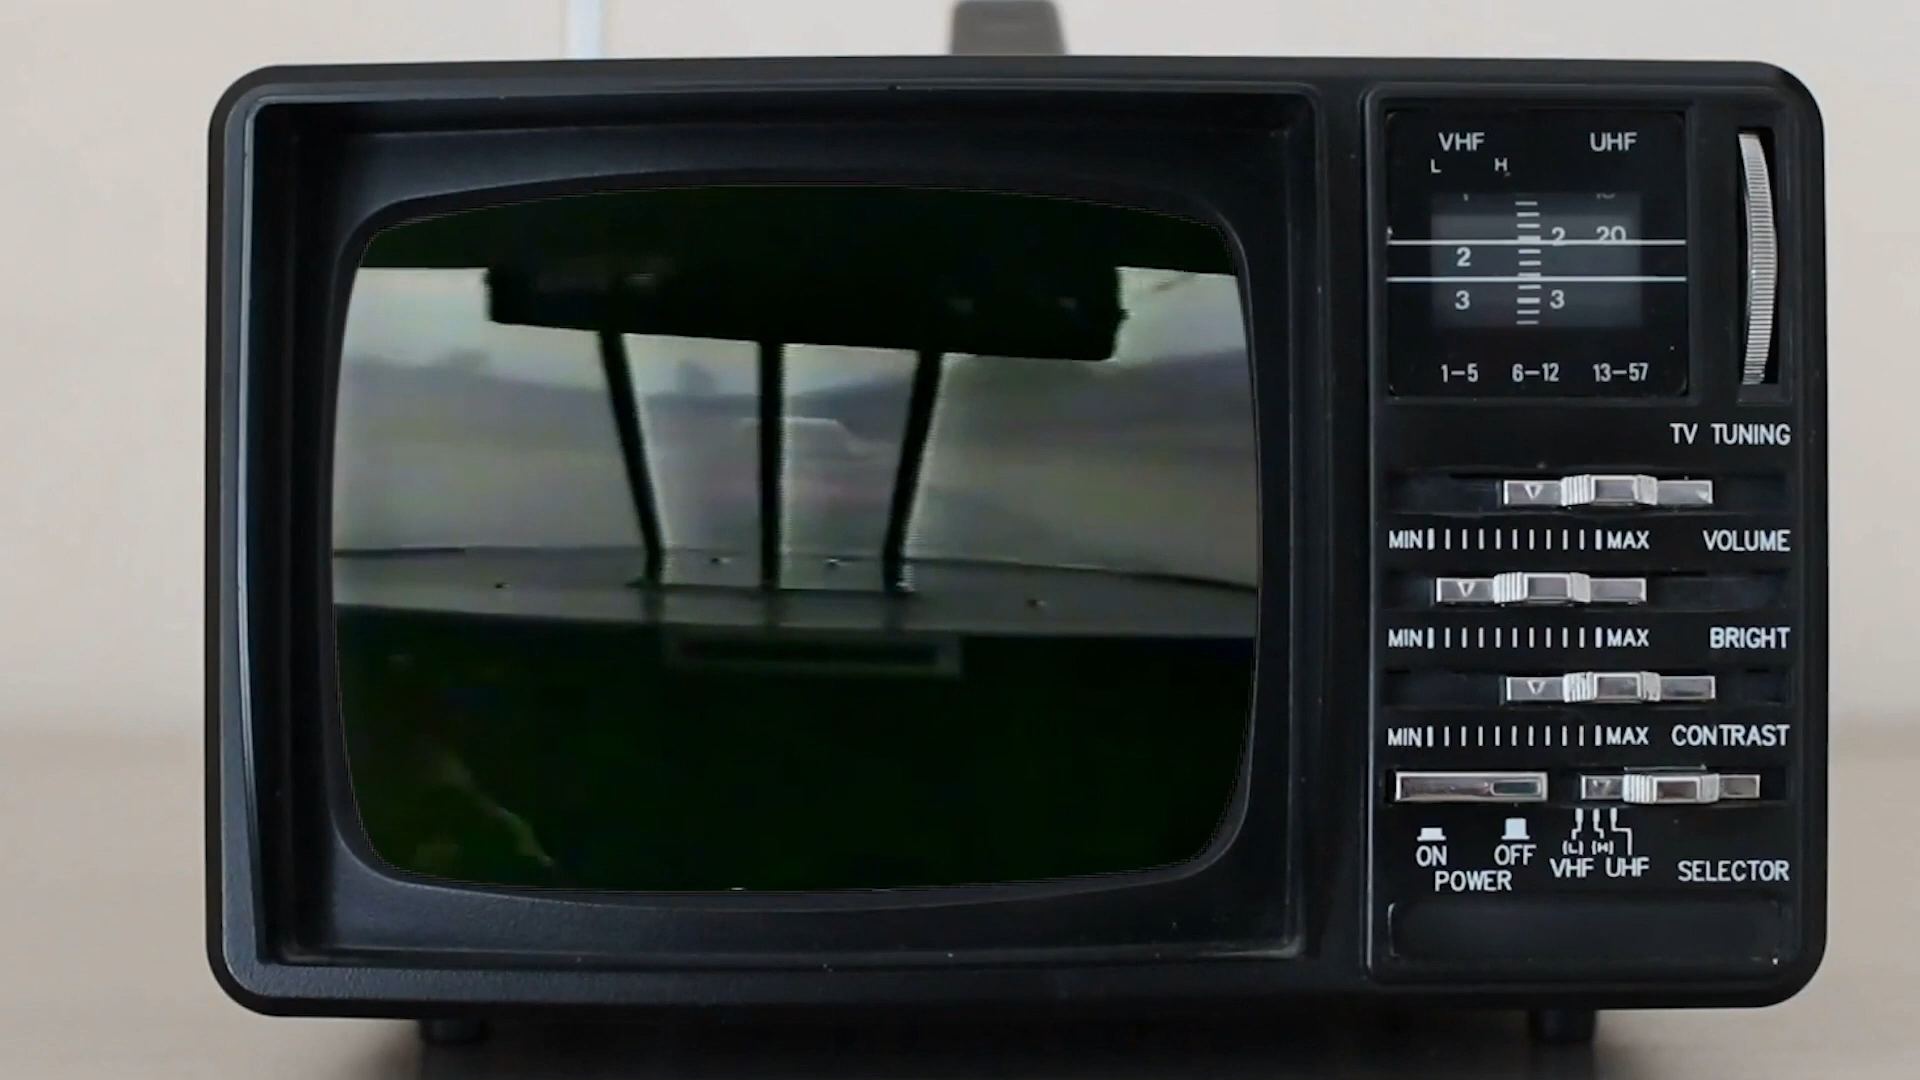 VHF UHF
L H
2 20
2
3 3
1-5 6-12 13-57
TV TUNING
MIN MAX VOLUME
MIN MAX BRIGHT
MIN MAX CONTRAST
ON OFF
(L) (H)
VHF UHF
POWER
SELECTOR